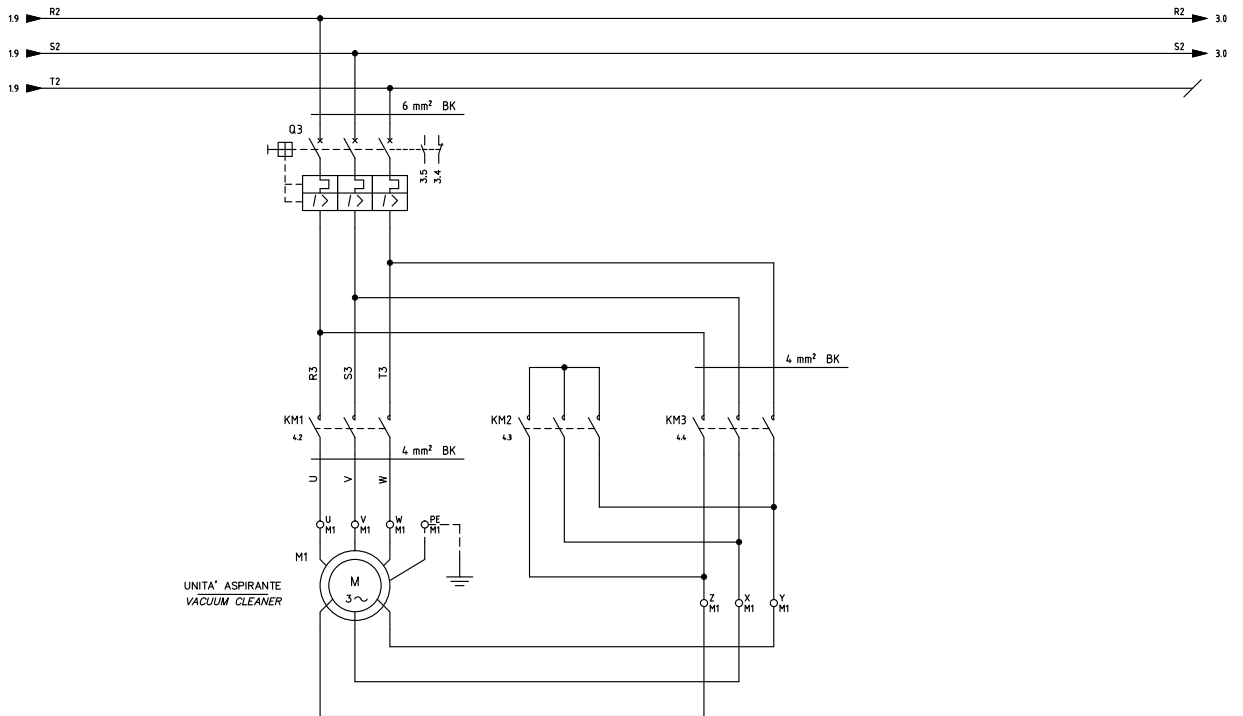 R2
R2
1.9
3.0
S2
S2
1.9
3.0
T2
1.9
6 mm² BK
Q3
3.5
3.4
I>
I>
I>
4 mm² BK
R3
S3
T3
KM1
4.2
KM2
4.3
KM3
4.4
4 mm² BK
U
V
W
U
M1
V
M1
W
M1
PE
M1
M1
M
3~
UNITA' ASPIRANTE
VACUUM CLEANER
Z
M1
X
M1
Y
M1